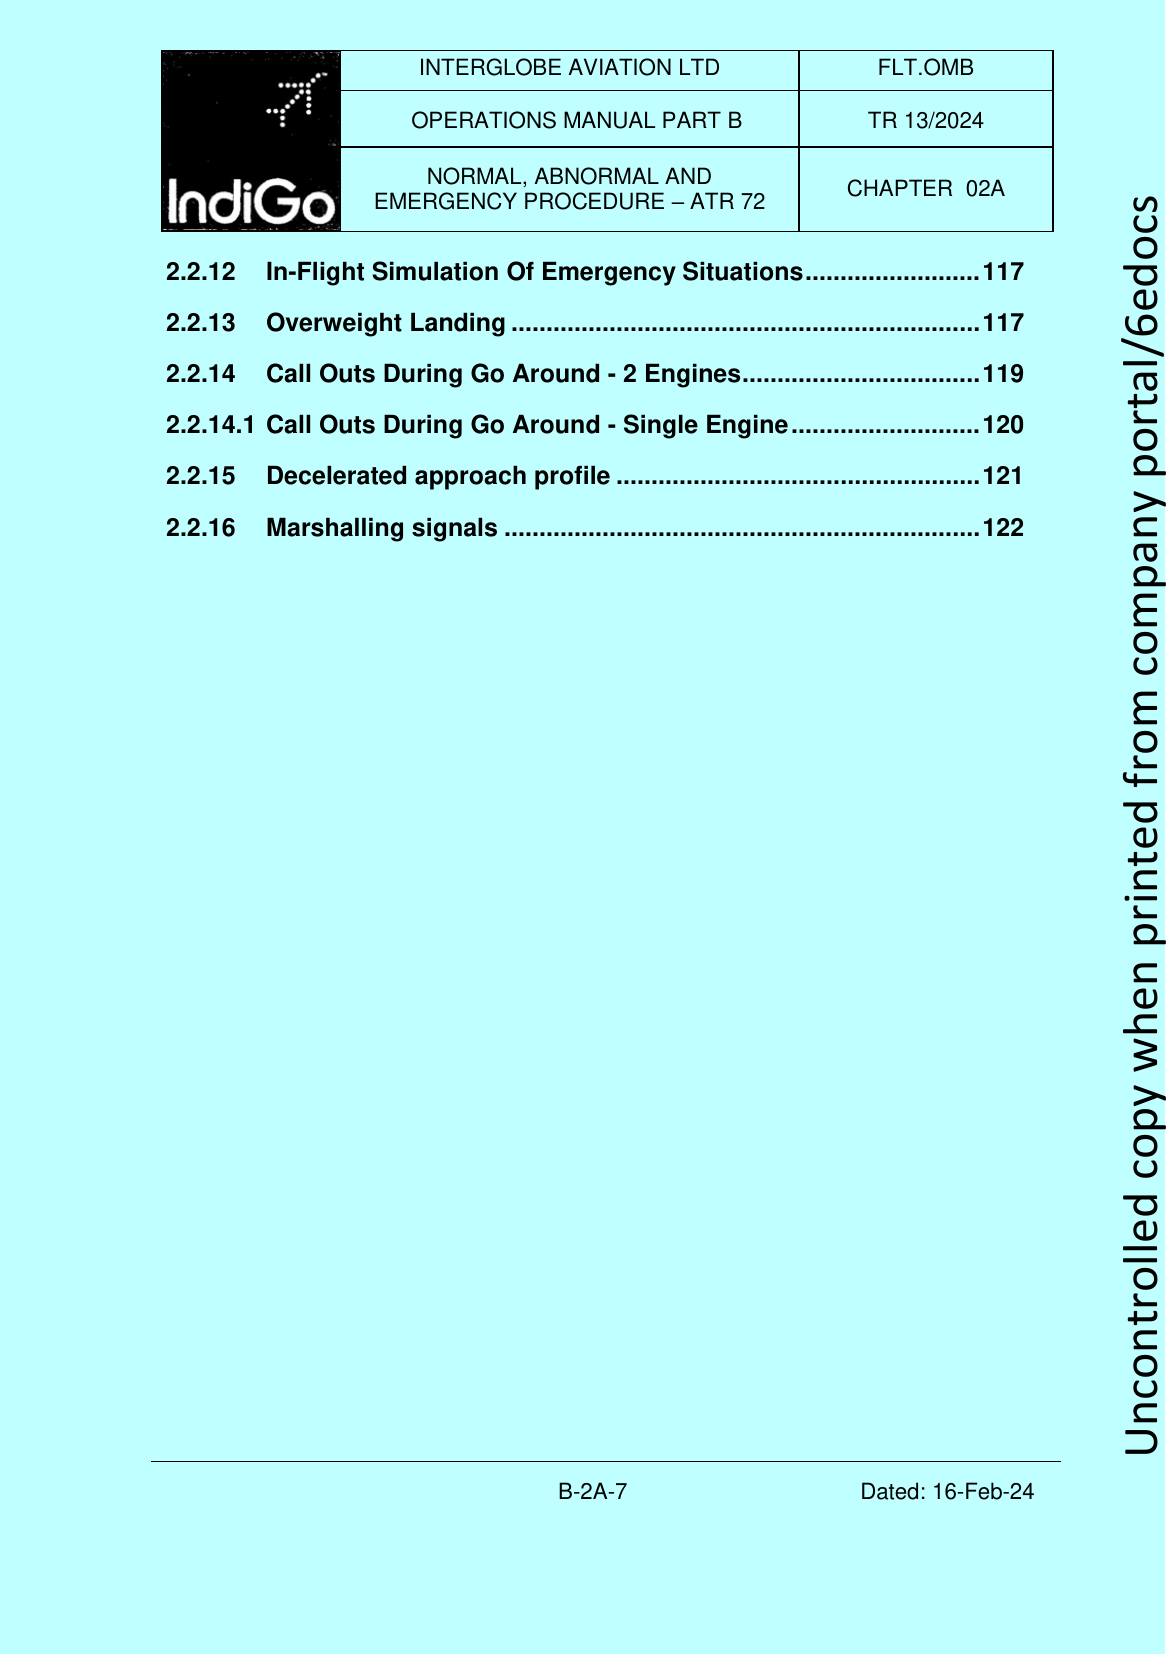 IndiGo
INTERGLOBE AVIATION LTD
FLT.OMB
OPERATIONS MANUAL PART B
TR 13/2024
NORMAL, ABNORMAL AND
EMERGENCY PROCEDURE – ATR 72
CHAPTER 02A
2.2.12 In-Flight Simulation Of Emergency Situations.........................117
2.2.13 Overweight Landing ...................................................................117
2.2.14 Call Outs During Go Around - 2 Engines..................................119
2.2.14.1 Call Outs During Go Around - Single Engine...........................120
2.2.15 Decelerated approach profile ....................................................121
2.2.16 Marshalling signals ....................................................................122
B-2A-7
Dated: 16-Feb-24
Uncontrolled copy when printed from company portal/6edocs